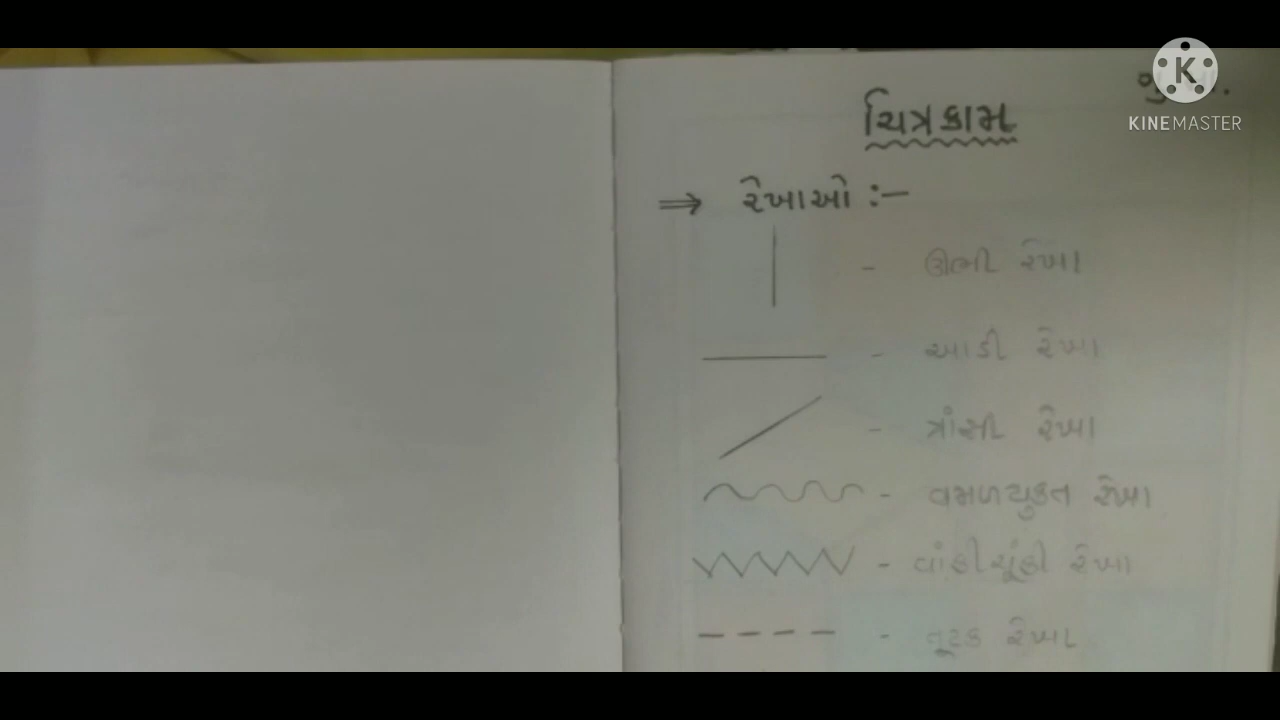 KINEMASTER
ચિત્રકામ
⇒ રેખાઓ :-
- ઊભી રેખા
- આડી રેખા
- ત્રાંસી રેખા
- વમળયુક્ત રેખા
- વાંકીચૂંકી રેખા
- તૂટક રેખા